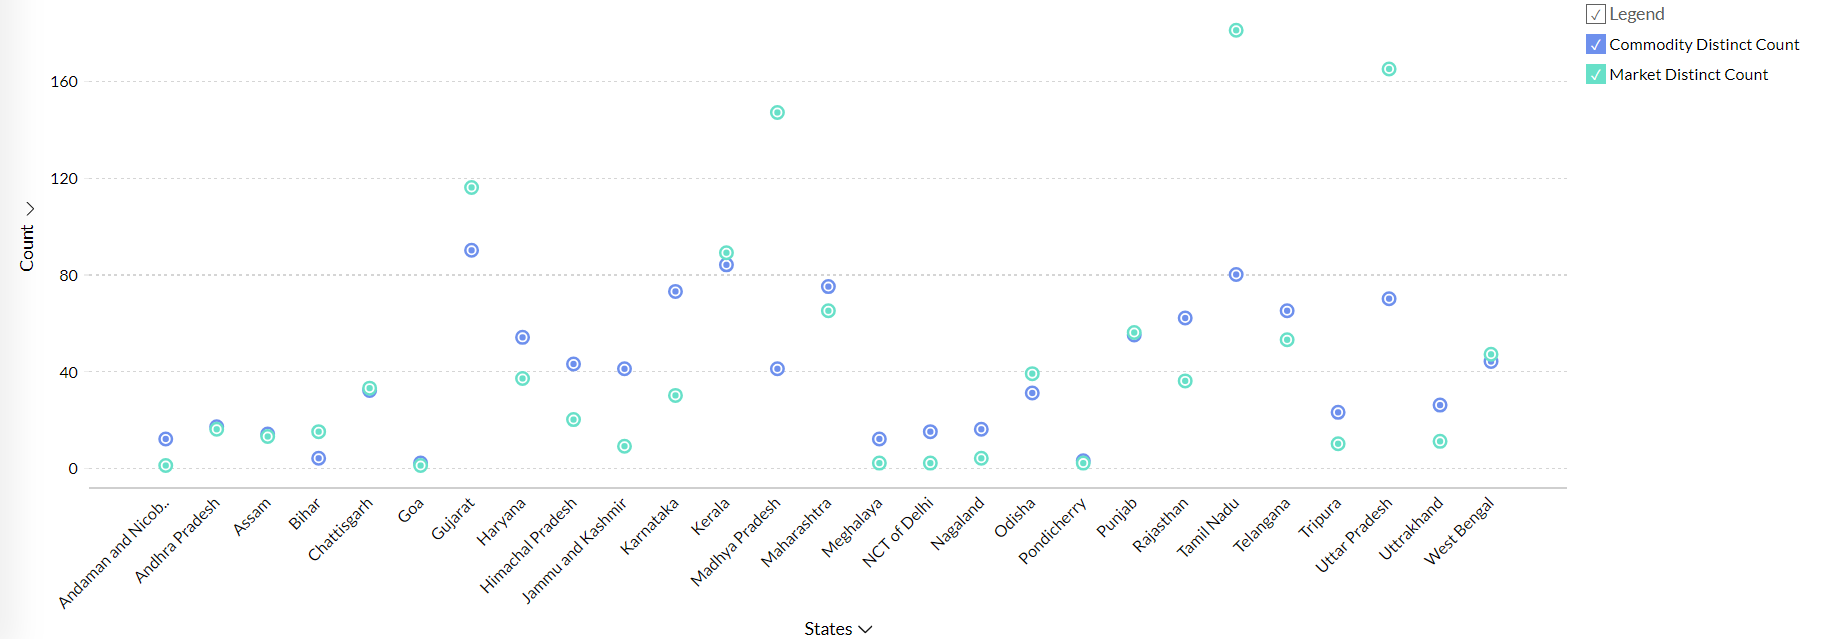 Legend
Commodity Distinct Count
Market Distinct Count
160
120
80
40
0
Count
Andaman and Nicob..
Andhra Pradesh
Assam
Bihar
Chattisgarh
Goa
Gujarat
Haryana
Himachal Pradesh
Jammu and Kashmir
Karnataka
Kerala
Madhya Pradesh
Maharashtra
Meghalaya
NCT of Delhi
Nagaland
Odisha
Pondicherry
Punjab
Rajasthan
Tamil Nadu
Telangana
Tripura
Uttar Pradesh
Uttrakhand
West Bengal
States